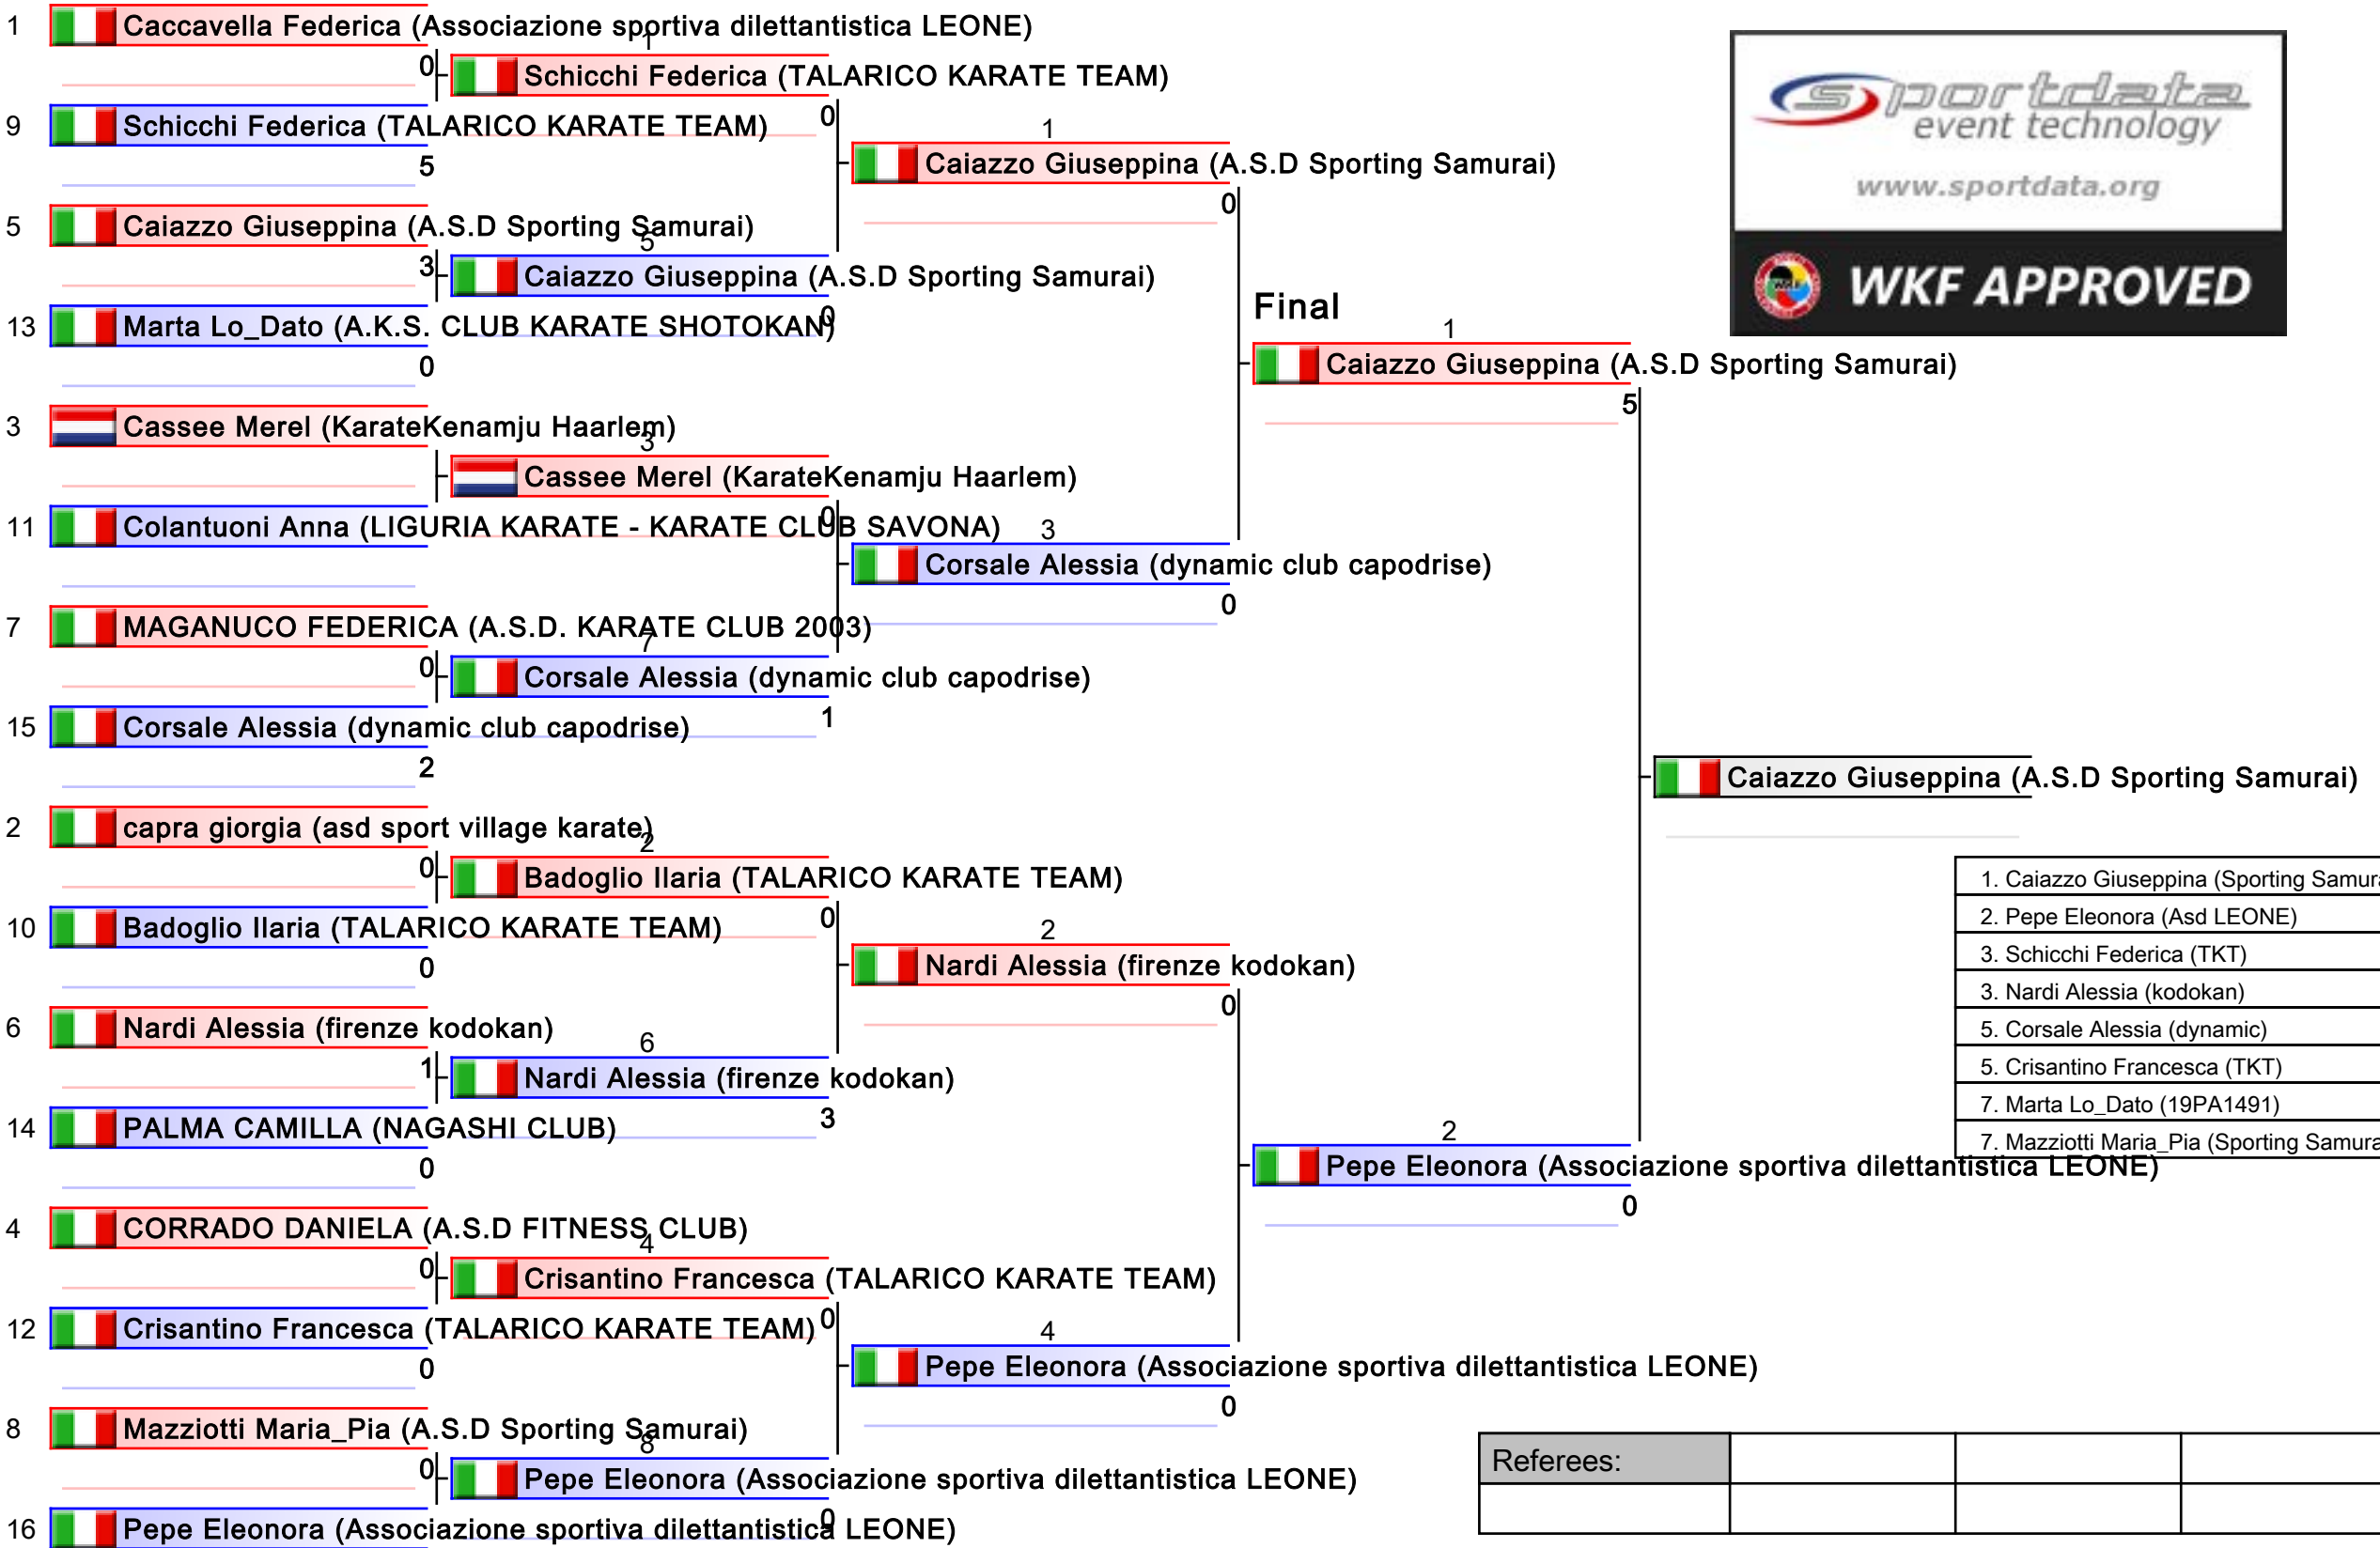 1 Caccavella Federica (Associazione sportiva dilettantistica LEONE)
0
9 Schicchi Federica (TALARICO KARATE TEAM)
5
5 Caiazzo Giuseppina (A.S.D Sporting Samurai)
3
13 Marta Lo_Dato (A.K.S. CLUB KARATE SHOTOKAN)
0
3 Cassee Merel (KarateKenamju Haarlem)
11 Colantuoni Anna (LIGURIA KARATE - KARATE CLUB SAVONA)
7 MAGANUCO FEDERICA (A.S.D. KARATE CLUB 2003)
0
15 Corsale Alessia (dynamic club capodrise)
2
2 capra giorgia (asd sport village karate)
0
10 Badoglio Ilaria (TALARICO KARATE TEAM)
0
6 Nardi Alessia (firenze kodokan)
1
14 PALMA CAMILLA (NAGASHI CLUB)
0
4 CORRADO DANIELA (A.S.D FITNESS CLUB)
0
12 Crisantino Francesca (TALARICO KARATE TEAM)
0
8 Mazziotti Maria_Pia (A.S.D Sporting Samurai)
0
16 Pepe Eleonora (Associazione sportiva dilettantistica LEONE)
1
Schicchi Federica (TALARICO KARATE TEAM)
0
5
Caiazzo Giuseppina (A.S.D Sporting Samurai)
0
3
Cassee Merel (KarateKenamju Haarlem)
0
7
Corsale Alessia (dynamic club capodrise)
1
2
Badoglio Ilaria (TALARICO KARATE TEAM)
0
6
Nardi Alessia (firenze kodokan)
3
4
Crisantino Francesca (TALARICO KARATE TEAM)
0
8
Pepe Eleonora (Associazione sportiva dilettantistica LEONE)
0
1
Caiazzo Giuseppina (A.S.D Sporting Samurai)
0
3
Corsale Alessia (dynamic club capodrise)
0
2
Nardi Alessia (firenze kodokan)
0
4
Pepe Eleonora (Associazione sportiva dilettantistica LEONE)
0
Final
1
Caiazzo Giuseppina (A.S.D Sporting Samurai)
5
2
Pepe Eleonora (Associazione sportiva dilettantistica LEONE)
0
Caiazzo Giuseppina (A.S.D Sporting Samurai)
sportdata
event technology
www.sportdata.org
WKF APPROVED
1. Caiazzo Giuseppina (Sporting
2. Pepe Eleonora (Asd LEONE)
3. Schicchi Federica (TKT)
3. Nardi Alessia (kodokan)
5. Corsale Alessia (dynamic)
5. Crisantino Francesca (TKT)
7. Marta Lo_Dato (19PA1491)
7. Mazziotti Maria_Pia (Sporting
Referees: